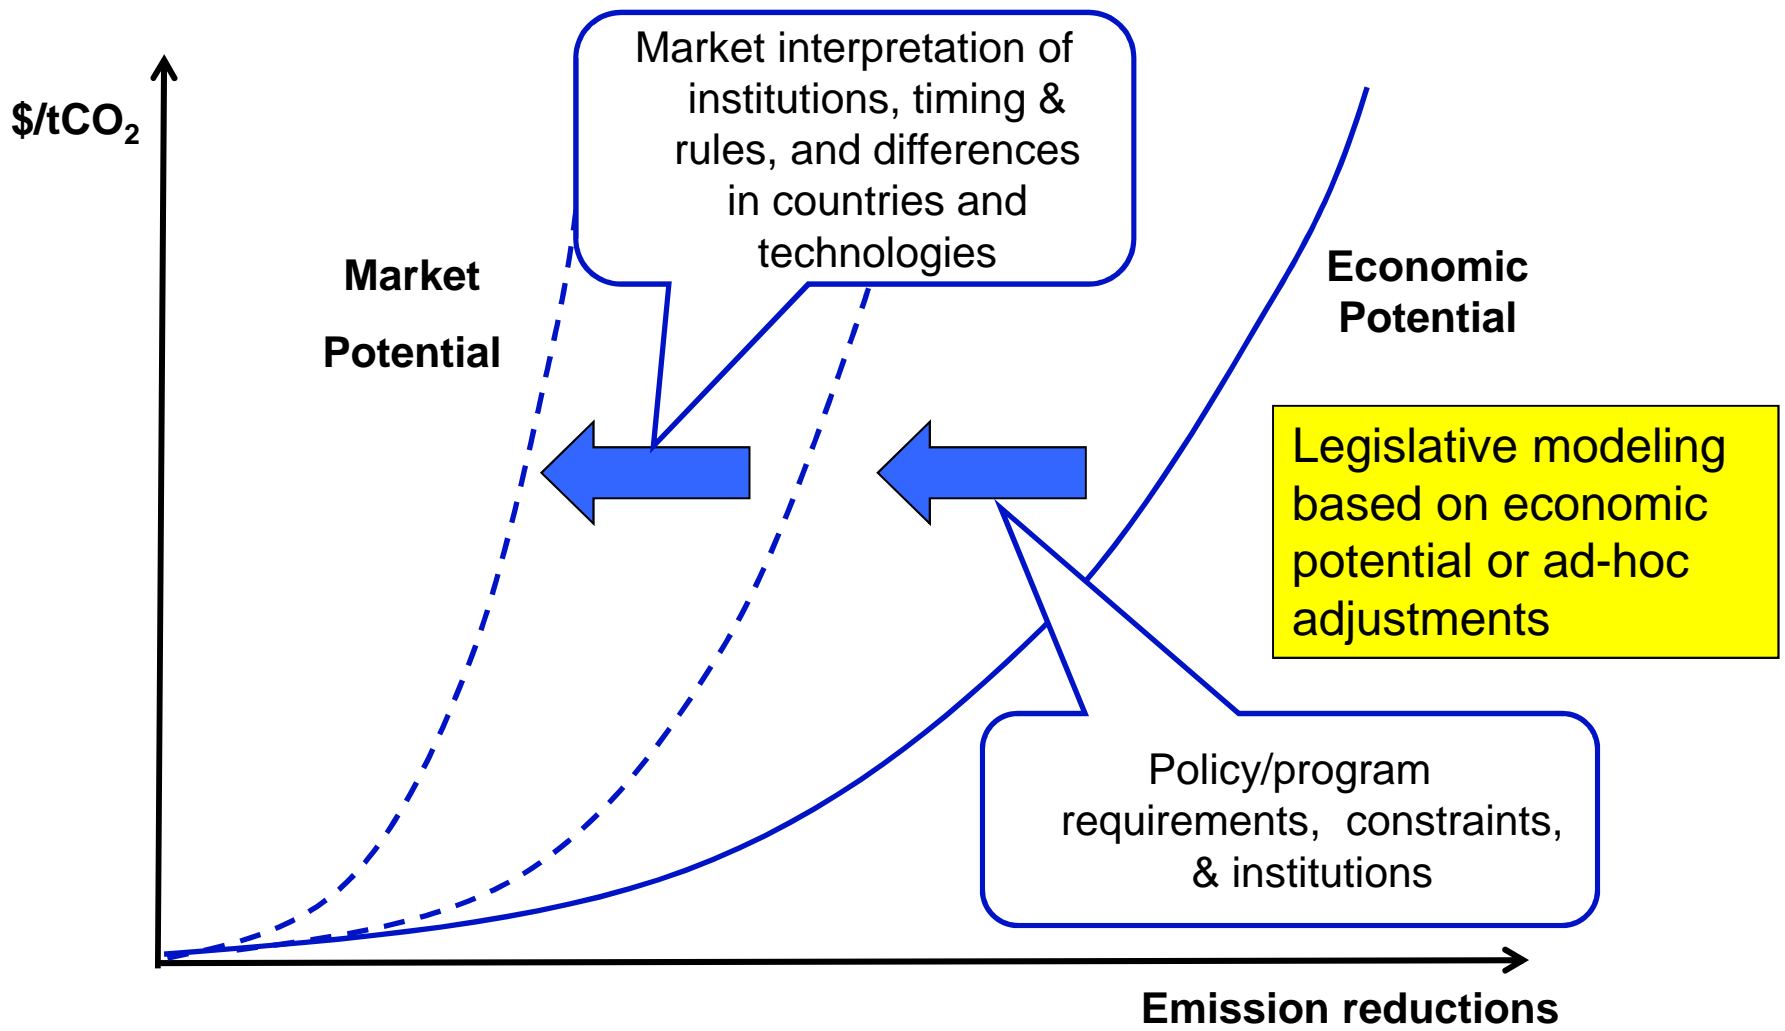 Market interpretation of
institutions, timing &
rules, and differences
in countries and
technologies
$/tCO₂
Market
Potential
Economic
Potential
Legislative modeling
based on economic
potential or ad-hoc
adjustments
Policy/program
requirements, constraints,
& institutions
Emission reductions